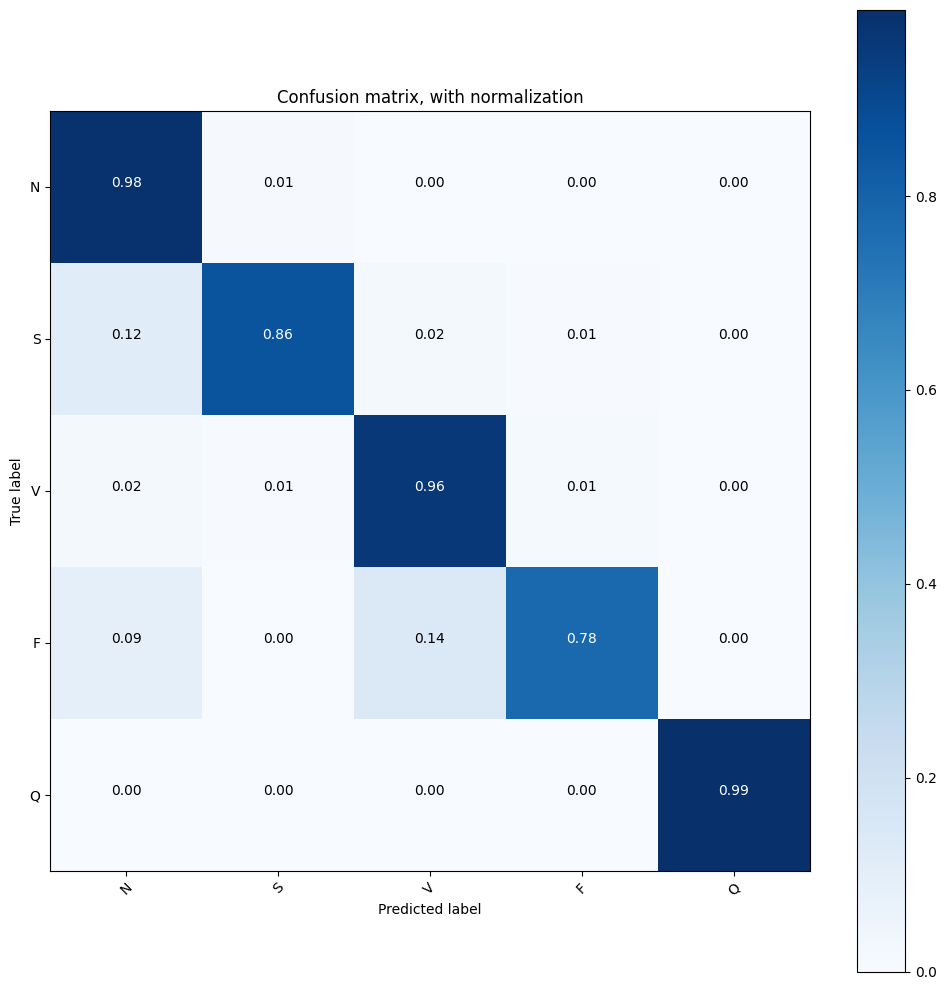 Confusion matrix, with normalization
N 0.98 0.01 0.00 0.00 0.00
S 0.12 0.86 0.02 0.01 0.00
V 0.02 0.01 0.96 0.01 0.00
F 0.09 0.00 0.14 0.78 0.00
Q 0.00 0.00 0.00 0.00 0.99
True label
N S V F Q
Predicted label
0.8
0.6
0.4
0.2
0.0